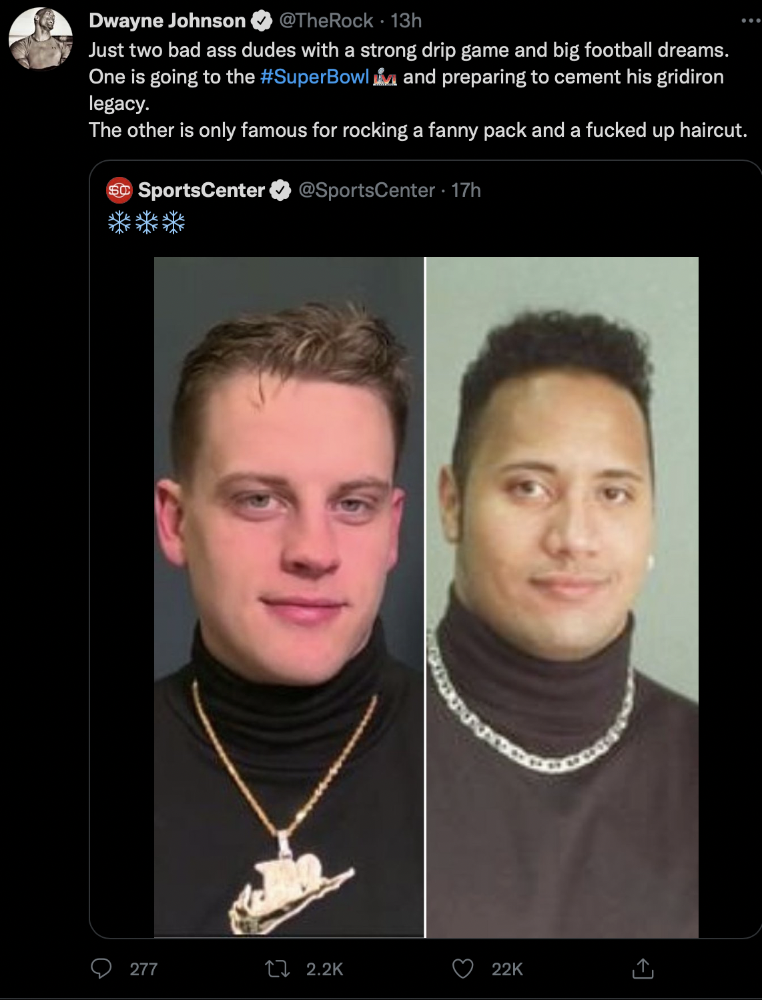 Dwayne Johnson @TheRock · 13h
Just two bad ass dudes with a strong drip game and big football dreams.
One is going to the #SuperBowl LVI and preparing to cement his gridiron
legacy.
The other is only famous for rocking a fanny pack and a fucked up haircut.
SC SportsCenter @SportsCenter · 17h
277 2.2K 22K